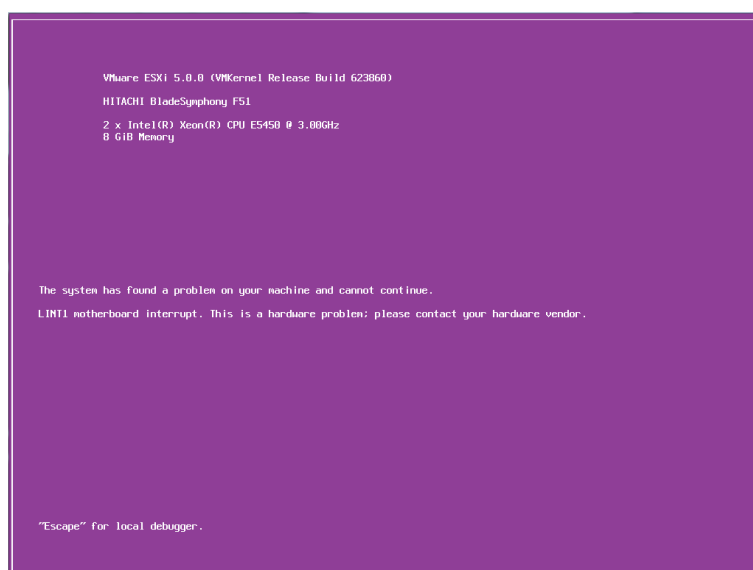 VMware ESXi 5.0.0 (VMKernel Release Build 623860)
HITACHI BladeSymphony F51
2 x Intel(R) Xeon(R) CPU E5450 @ 3.00GHz
8 GiB Memory
The system has found a problem on your machine and cannot continue.
LINT1 motherboard interrupt. This is a hardware problem; please contact your hardware vendor.
"Escape" for local debugger.